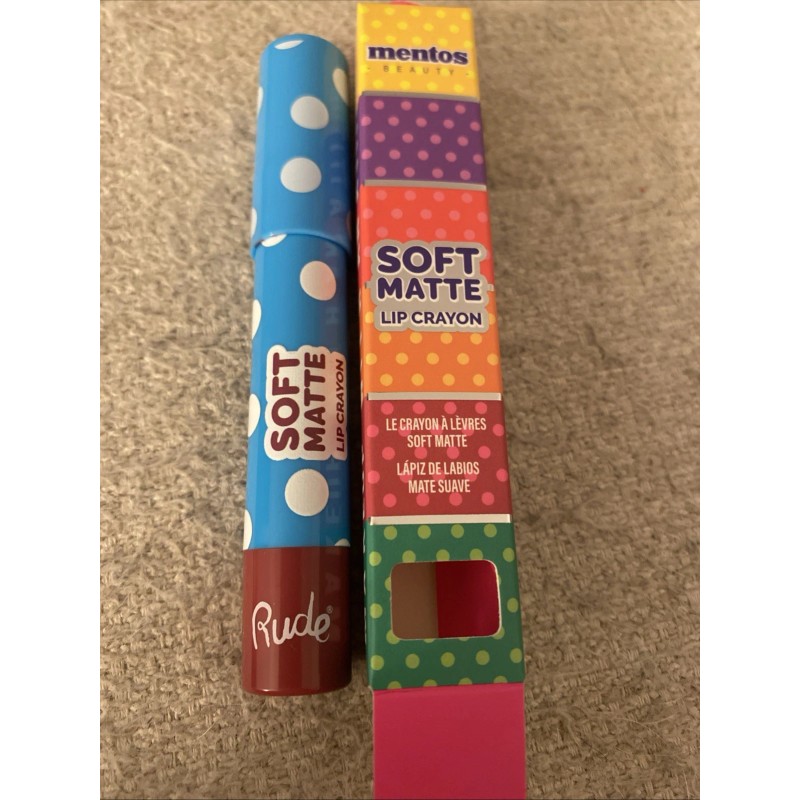 SOFT
MATTE
LIP CRAYON
Rude®
mentos
BEAUTY
SOFT
MATTE
LIP CRAYON
LE CRAYON À LÈVRES
SOFT MATTE
LÁPIZ DE LABIOS
MATE SUAVE